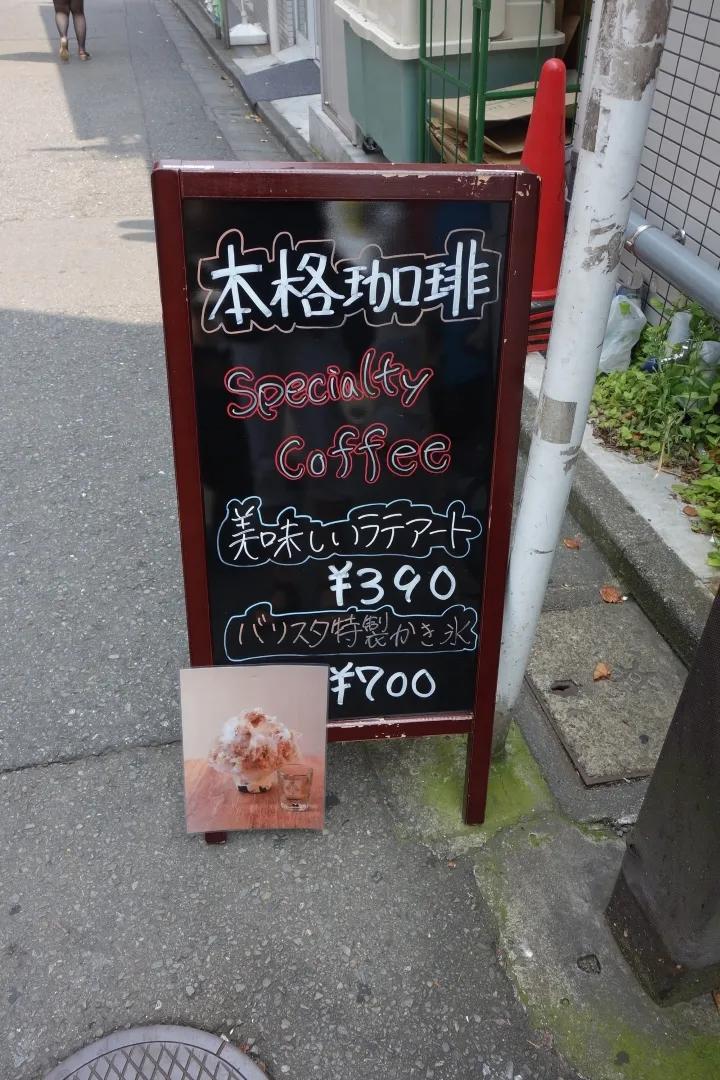 本格珈琲
Specialty
Coffee
美味しいラテアート
¥390
バリスタ特製かき氷
¥700